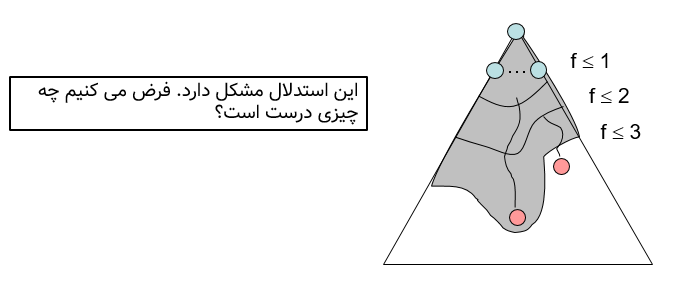 این استدلال مشکل دارد. فرض می کنیم چه
چیزی درست است؟
...
f ≤ 1
f ≤ 2
f ≤ 3